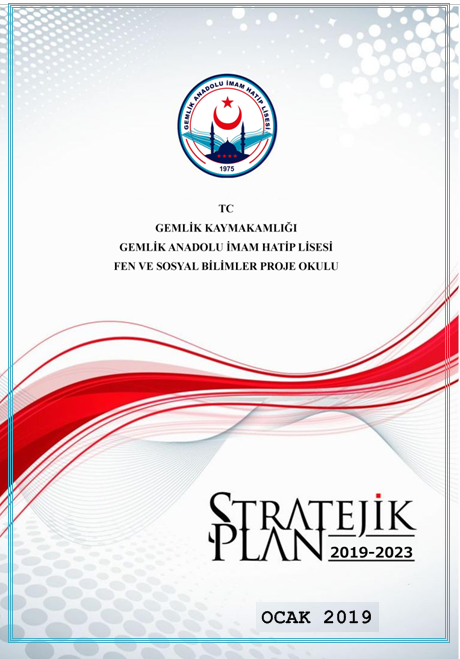 GEMLİK ANADOLU İMAM HATİP LİSESİ
1975
TC
GEMLİK KAYMAKAMLIĞI
GEMLİK ANADOLU İMAM HATİP LİSESİ
FEN VE SOSYAL BİLİMLER PROJE OKULU
STRATEJİK
PLAN 2019-2023
OCAK 2019